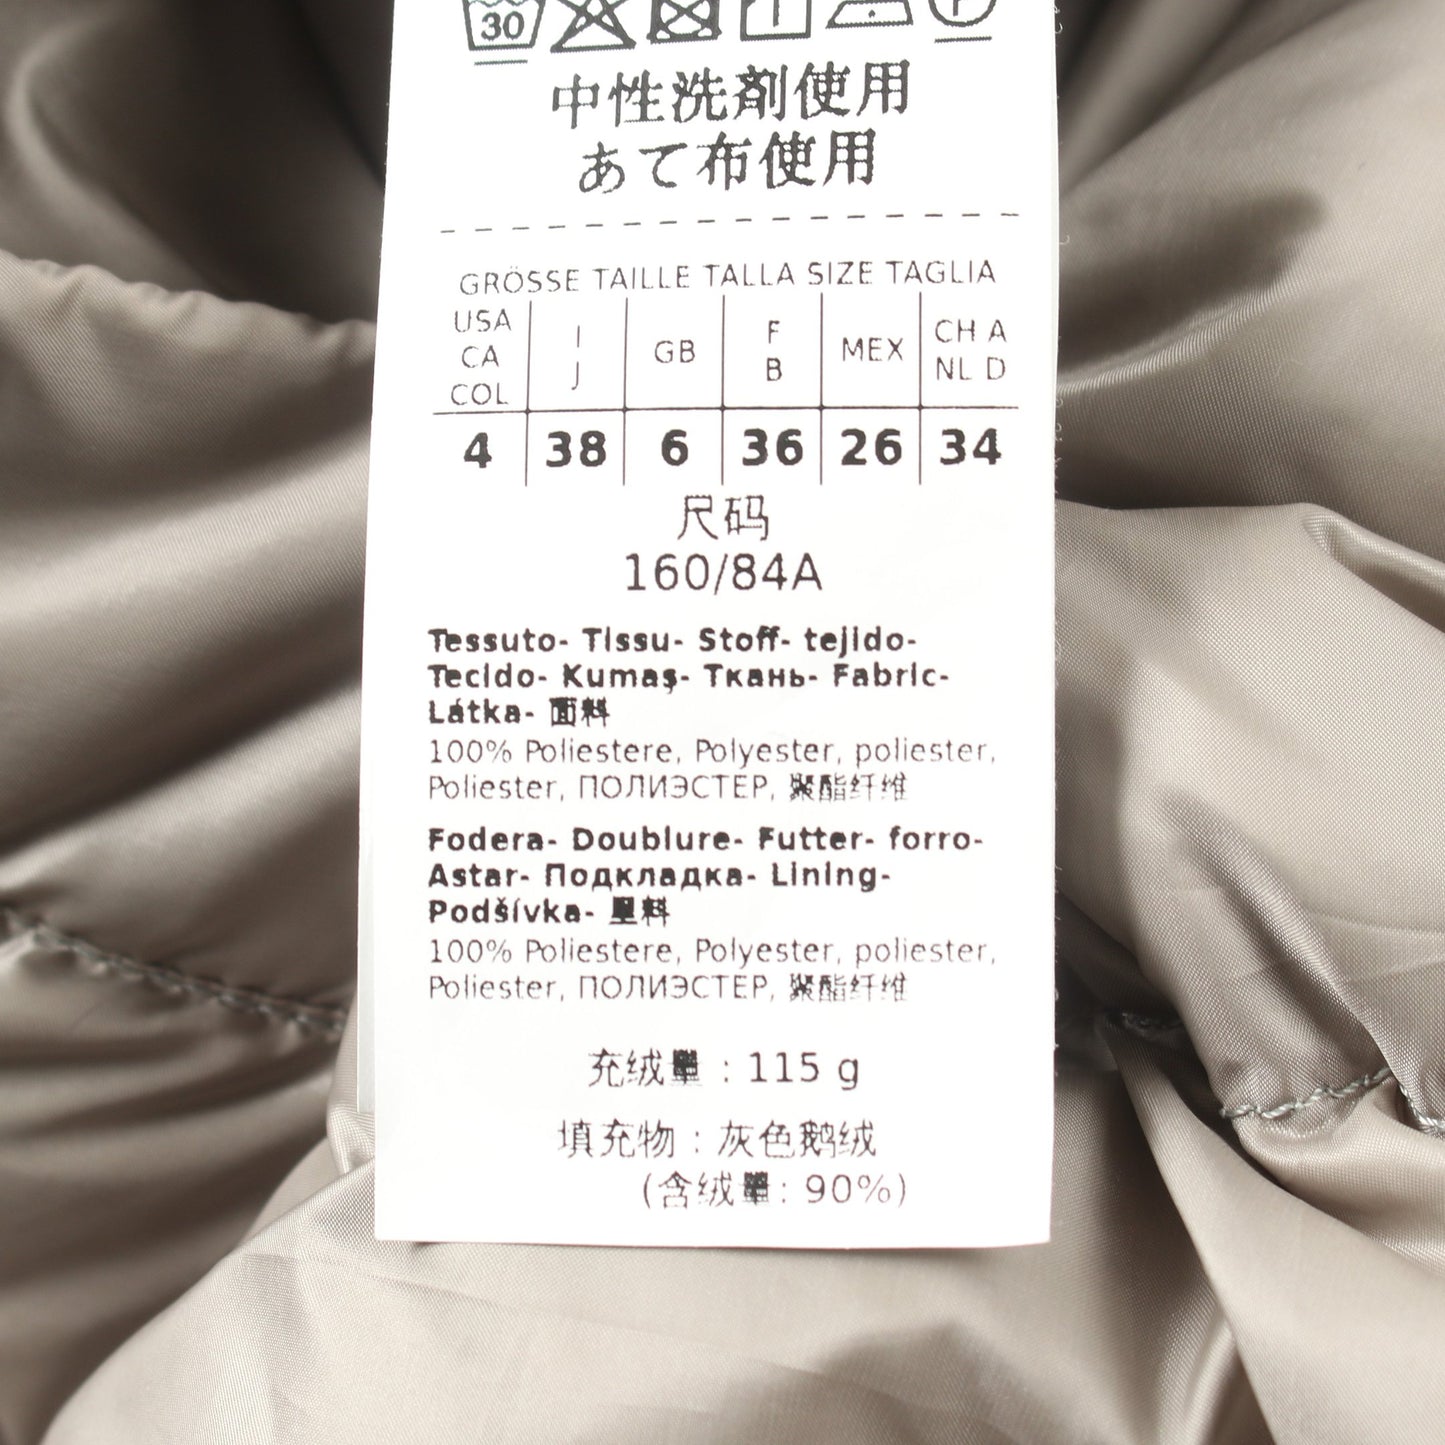 30 P
中性洗剤使用
あて布使用
GRÖSSE TAILLE TALLA SIZE TAGLIA
USA CA COL | I J | GB | F B | MEX | CH A NL D
4 | 38 | 6 | 36 | 26 | 34
尺码
160/84A
Tessuto- Tissu- Stoff- tejido-
Tecido- Kumaş- Ткань- Fabric-
Látka- 面料
100% Poliestere, Polyester, poliester,
Poliester, ПОЛИЭСТЕР, 聚酯纤维
Fodera- Doublure- Futter- forro-
Astar- Подкладка- Lining-
Podšívka- 里料
100% Poliestere, Polyester, poliester,
Poliester, ПОЛИЭСТЕР, 聚酯纤维
充绒量 : 115 g
填充物 : 灰色鹅绒
(含绒量: 90%)